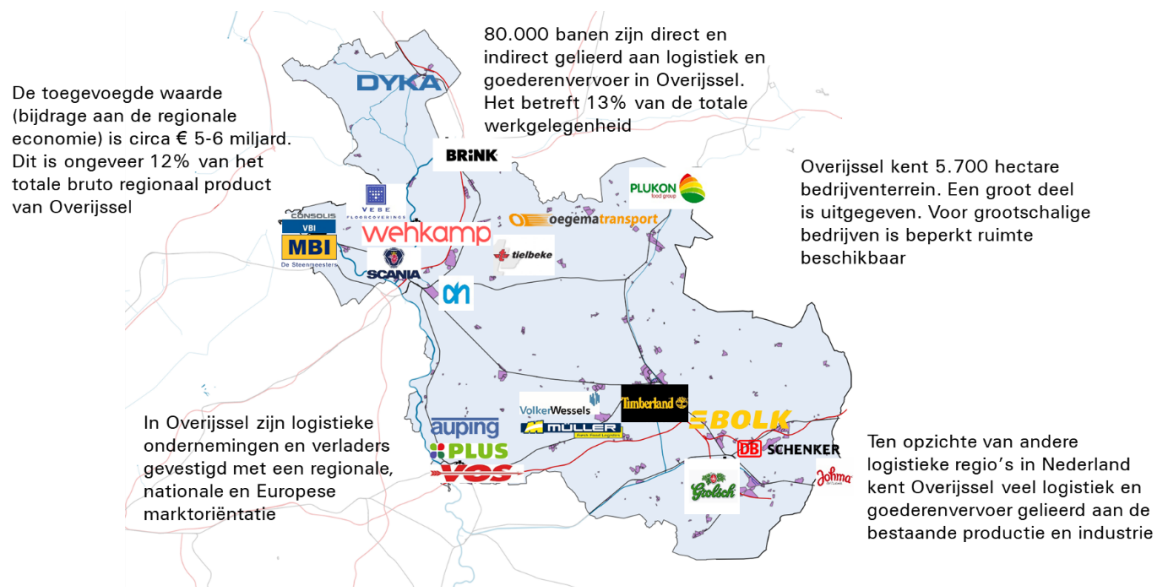 80.000 banen zijn direct en
indirect gelieerd aan logistiek en
goederenvervoer in Overijssel.
Het betreft 13% van de totale
werkgelegenheid
De toegevoegde waarde
(bijdrage aan de regionale
economie) is circa € 5-6 miljard.
Dit is ongeveer 12% van het
totale bruto regionaal product
van Overijssel
Overijssel kent 5.700 hectare
bedrijventerrein. Een groot deel
is uitgegeven. Voor grootschalige
bedrijven is beperkt ruimte
beschikbaar
DYKA
BRiNK
PLUKON
food group
VEBE
FLOORCOVERINGS
CONSOLIS
VBI
MBI
De Steenmeesters
wehkamp
oegematransport
SCANIA
tielbeke
ah
In Overijssel zijn logistieke
ondernemingen en verladers
gevestigd met een regionale,
nationale en Europese
marktoriëntatie
auping
PLUS
VOS
VolkerWessels
MÜLLER
Fresh Food Logistics
Timberland
BOLK
DB SCHENKER
Grolsch
Johma
Ten opzichte van andere
logistieke regio's in Nederland
kent Overijssel veel logistiek en
goederenvervoer gelieerd aan de
bestaande productie en industrie